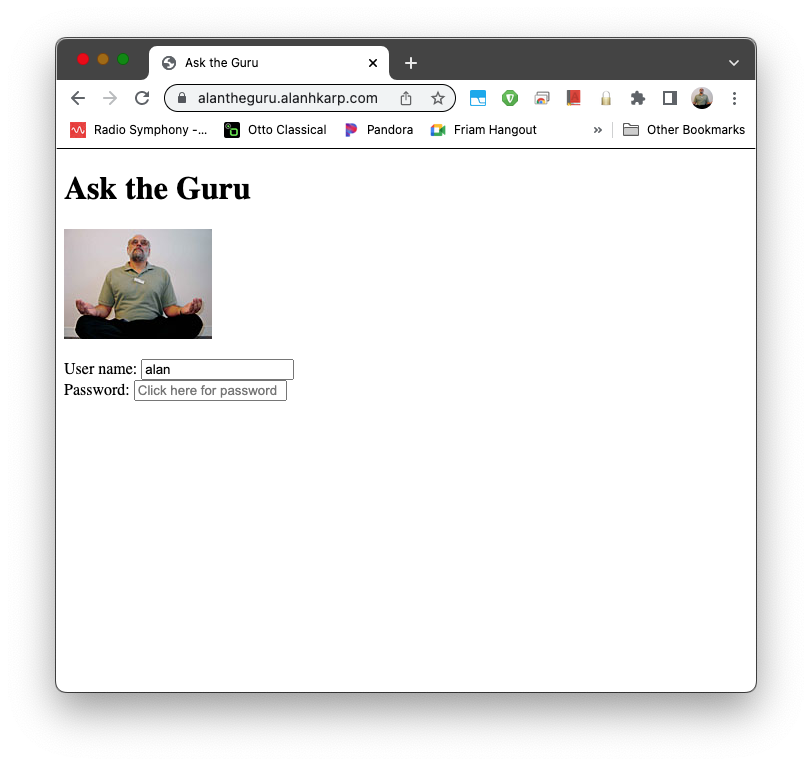 Ask the Guru
alantheguru.alanhkarp.com
Radio Symphony -... Otto Classical Pandora Friam Hangout » Other Bookmarks
Ask the Guru
User name: alan
Password: Click here for password